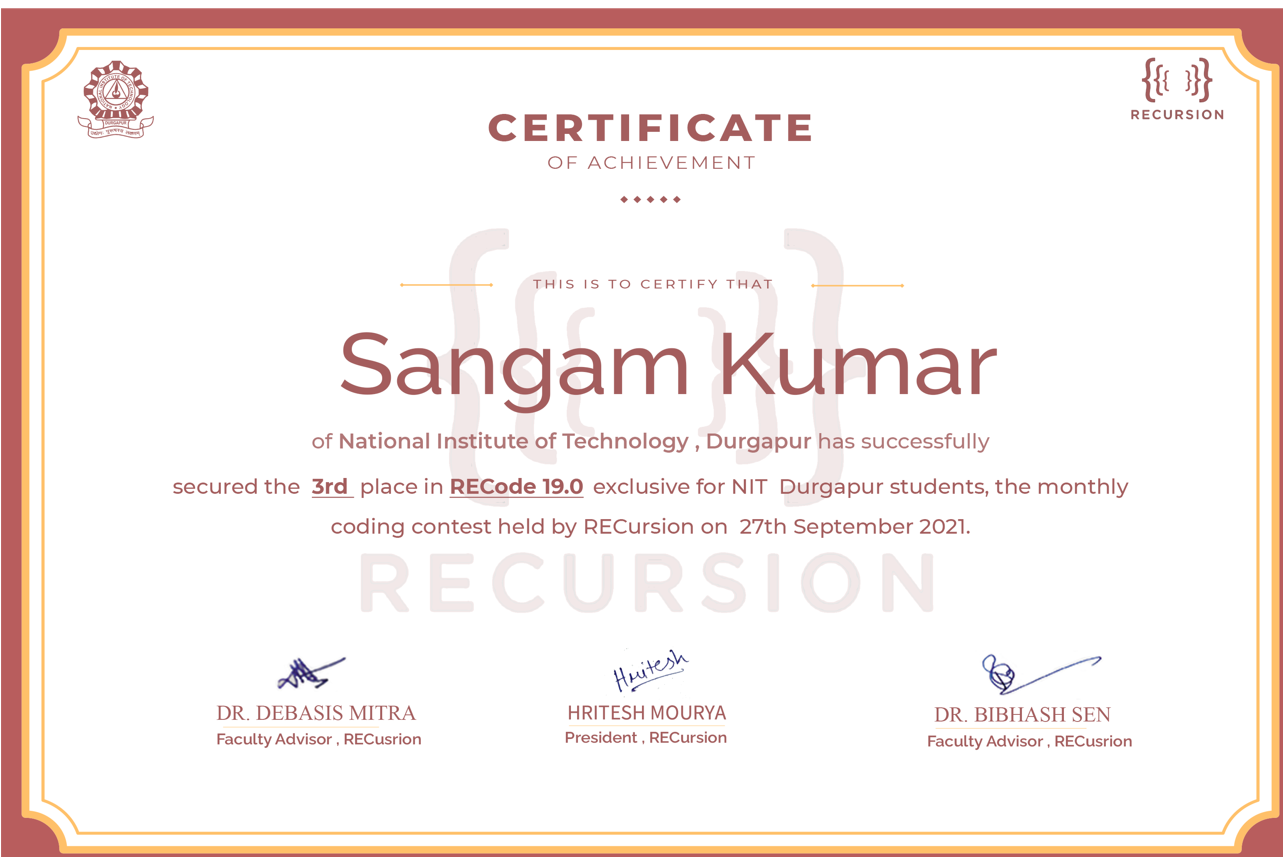 RECURSION
CERTIFICATE
OF ACHIEVEMENT
THIS IS TO CERTIFY THAT
Sangam Kumar
of National Institute of Technology , Durgapur has successfully
secured the 3rd place in RECode 19.0 exclusive for NIT Durgapur students, the monthly
coding contest held by RECursion on 27th September 2021.
RECURSION
Hritesh
DR. DEBASIS MITRA
Faculty Advisor , RECusrion
HRITESH MOURYA
President , RECursion
DR. BIBHASH SEN
Faculty Advisor , RECusrion